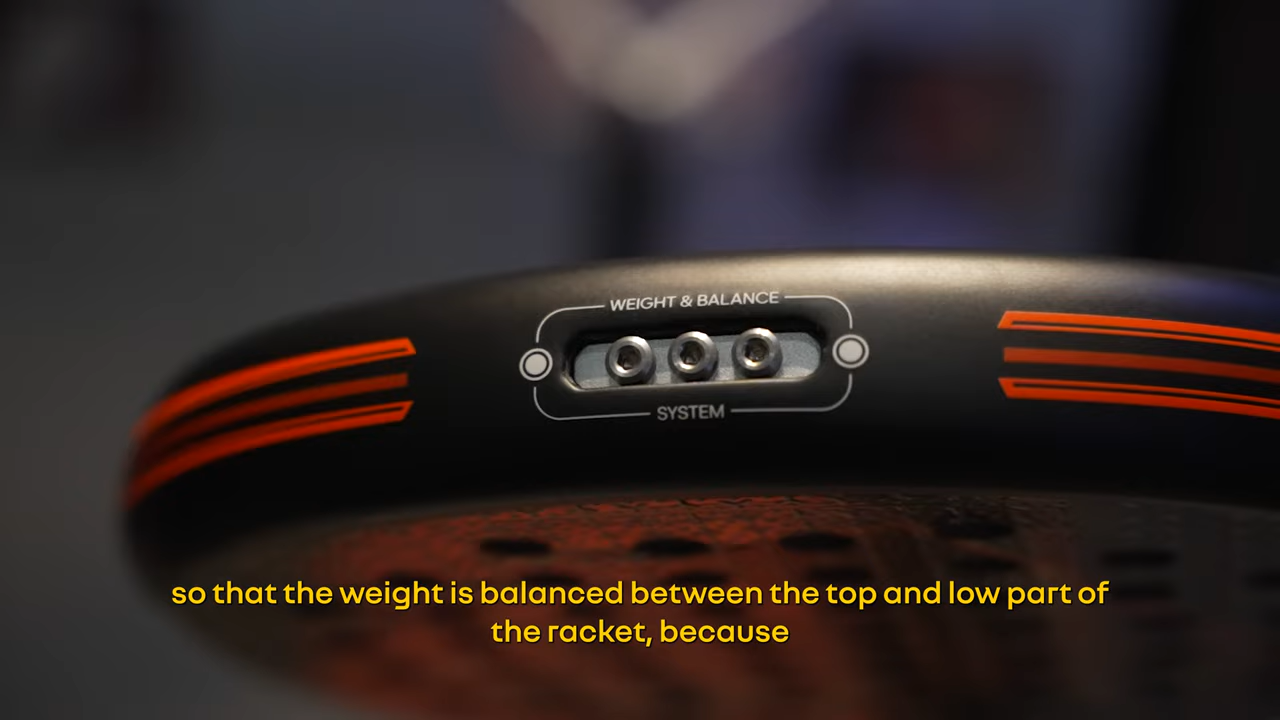 WEIGHT & BALANCE
SYSTEM
so that the weight is balanced between the top and low part of
the racket, because